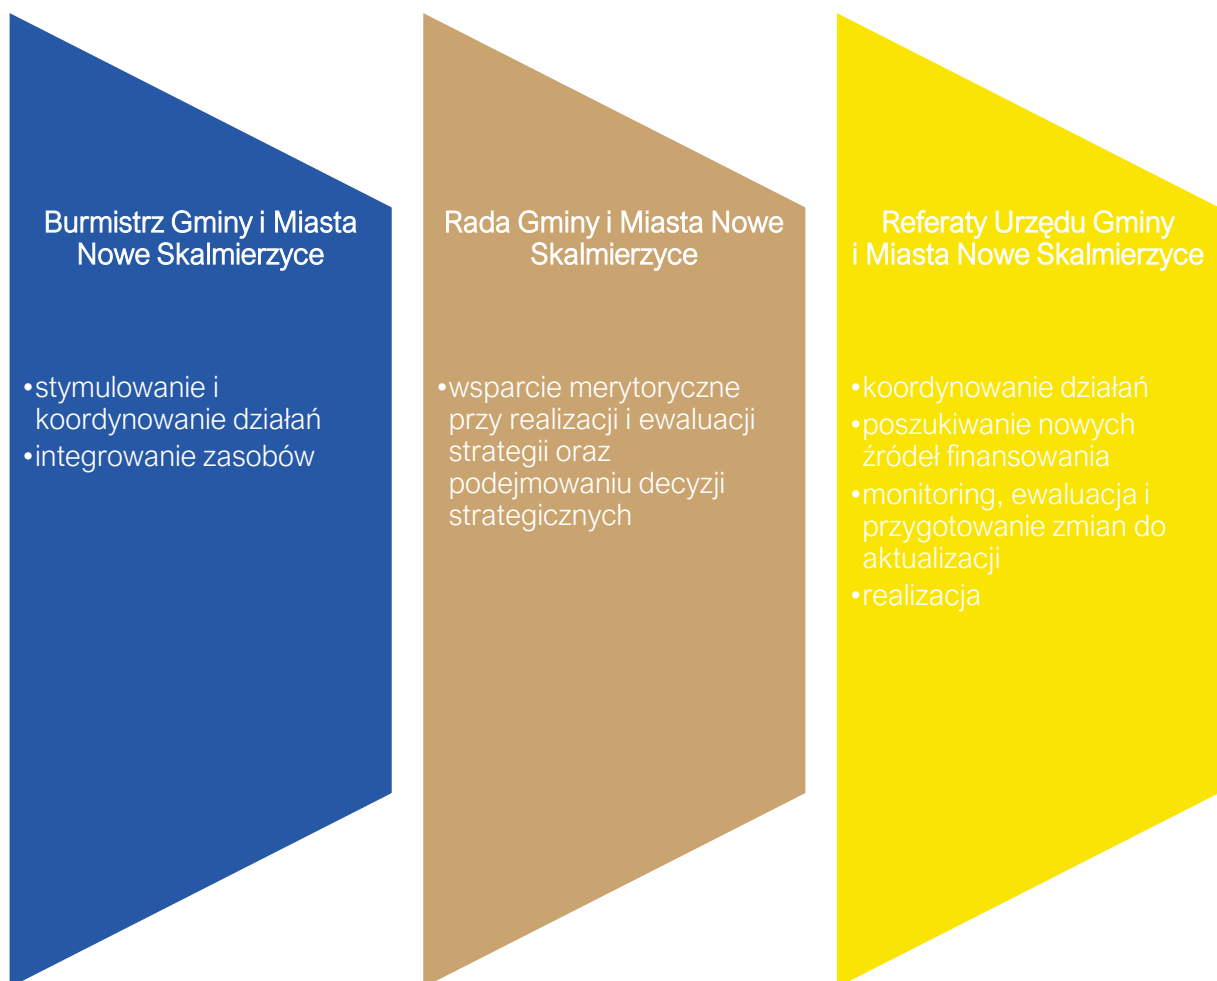 Burmistrz Gminy i Miasta
Nowe Skalmierzyce
•stymulowanie i
koordynowanie działań
•integrowanie zasobów
Rada Gminy i Miasta Nowe
Skalmierzyce
•wsparcie merytoryczne
przy realizacji i ewaluacji
strategii oraz
podejmowaniu decyzji
strategicznych
Referaty Urzędu Gminy
i Miasta Nowe Skalmierzyce
•koordynowanie działań
•poszukiwanie nowych
źródeł finansowania
•monitoring, ewaluacja i
przygotowanie zmian do
aktualizacji
•realizacja